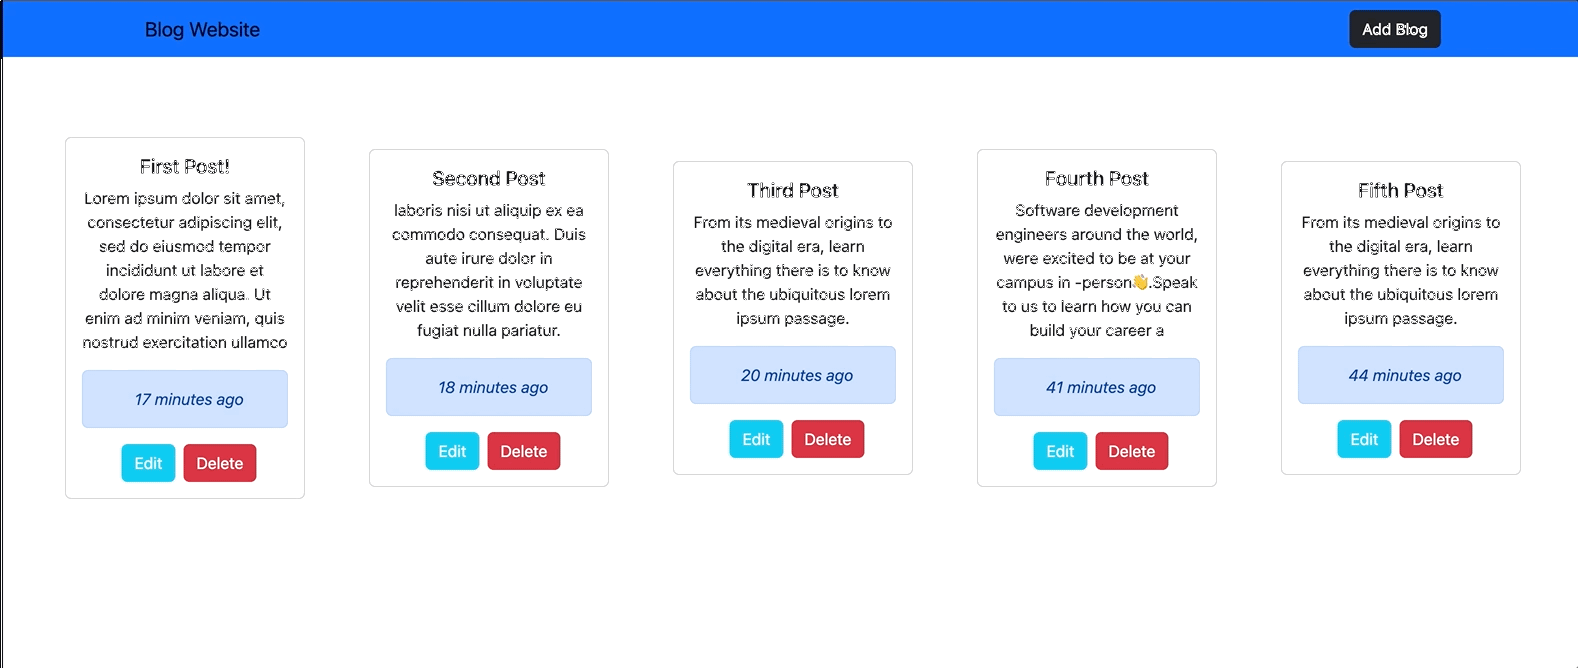 Blog Website
Add Blog
First Post!
Lorem ipsum dolor sit amet,
consectetur adipiscing elit,
sed do eiusmod tempor
incididunt ut labore et
dolore magna aliqua. Ut
enim ad minim veniam, quis
nostrud exercitation ullamco
17 minutes ago
Edit
Delete
Second Post
laboris nisi ut aliquip ex ea
commodo consequat. Duis
aute irure dolor in
reprehenderit in voluptate
velit esse cillum dolore eu
fugiat nulla pariatur.
18 minutes ago
Edit
Delete
Third Post
From its medieval origins to
the digital era, learn
everything there is to know
about the ubiquitous lorem
ipsum passage.
20 minutes ago
Edit
Delete
Fourth Post
Software development
engineers around the world,
were excited to be at your
campus in -person👋.Speak
to us to learn how you can
build your career a
41 minutes ago
Edit
Delete
Fifth Post
From its medieval origins to
the digital era, learn
everything there is to know
about the ubiquitous lorem
ipsum passage.
44 minutes ago
Edit
Delete